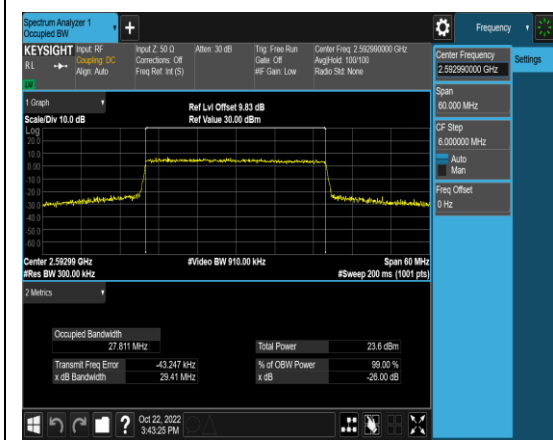 Spectrum Analyzer 1
Occupied BW
Frequency
KEYSIGHT
RL
Input: RF
Coupling: DC
Align: Auto
Input Z: 50 Ω
Corrections: Off
Freq Ref: Int (S)
Atten: 30 dB
Trig: Free Run
Gate: Off
#IF Gain: Low
Center Freq: 2.592990000 GHz
Avg|Hold: 100/100
Radio Std: None
Center Frequency
2.592990000 GHz
Settings
Span
60.000 MHz
CF Step
6.000000 MHz
Auto
Man
Freq Offset
0 Hz
1 Graph
Scale/Div 10.0 dB
Ref Lvl Offset 9.83 dB
Ref Value 30.00 dBm
Log
20.0
10.0
0.00
-10.0
-20.0
-30.0
-40.0
-50.0
-60.0
Center 2.59299 GHz
#Res BW 300.00 kHz
#Video BW 910.00 kHz
Span 60 MHz
#Sweep 200 ms (1001 pts)
2 Metrics
Occupied Bandwidth
27.811 MHz
Total Power 23.6 dBm
Transmit Freq Error -43.247 kHz
% of OBW Power 99.00 %
x dB Bandwidth 29.41 MHz
x dB -26.00 dB
Oct 22, 2022
3:43:25 PM